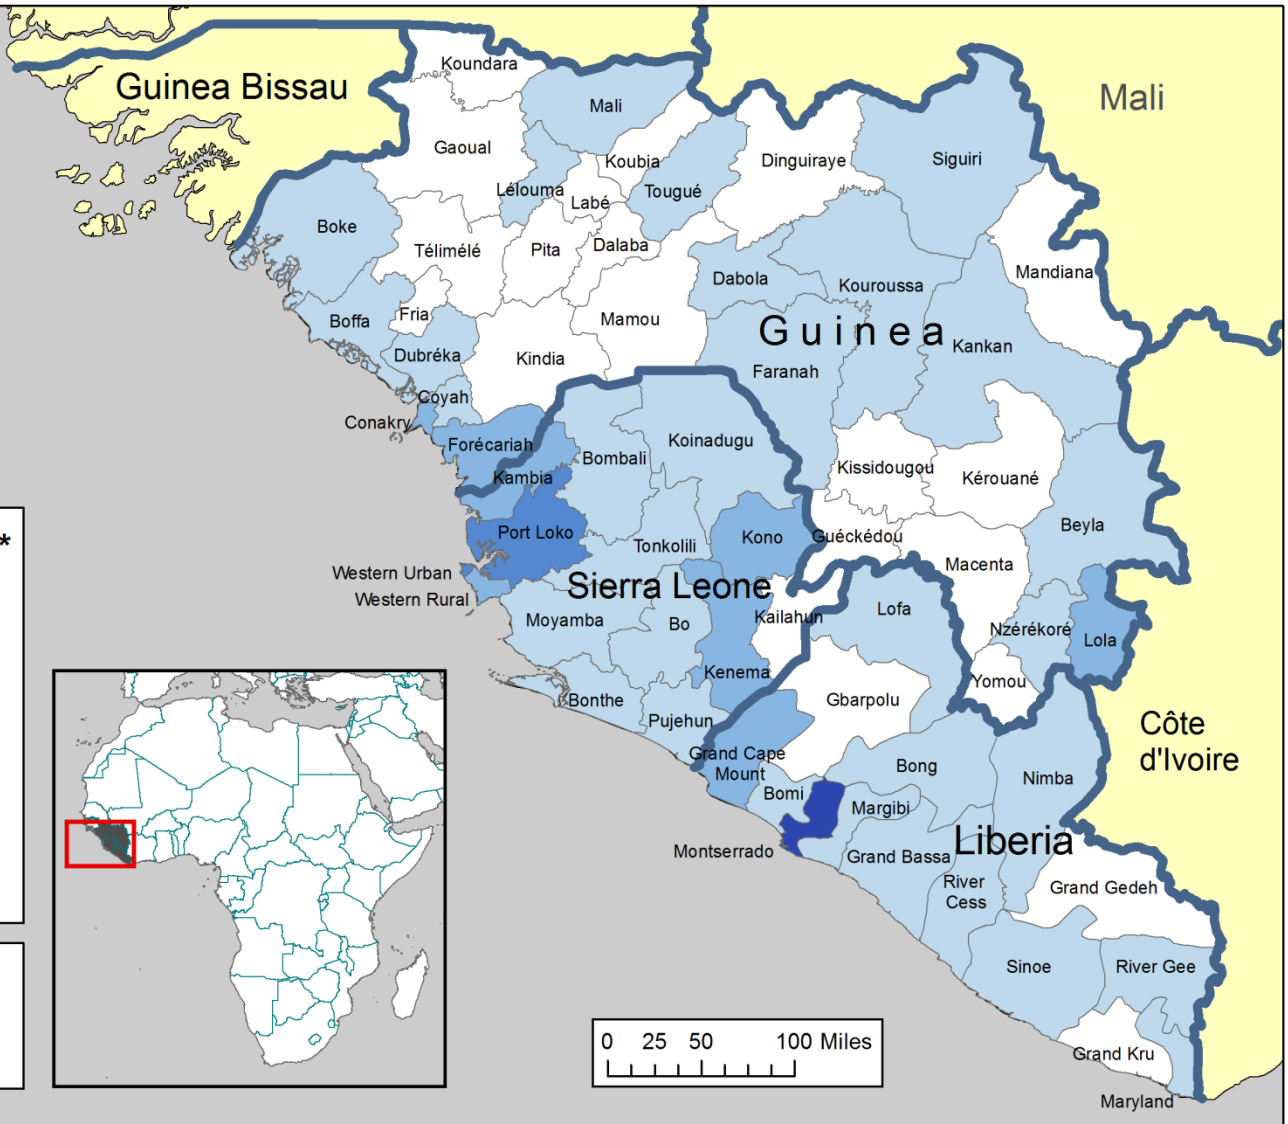 Koundara
Guinea Bissau
Mali
Mali
Gaoual
Koubia
Dinguiraye
Siguiri
Lélouma
Tougué
Labé
Boke
Télimélé
Pita
Dalaba
Mandiana
Dabola
Kouroussa
Fria
Boffa
Mamou
Guinea
Kankan
Dubréka
Kindia
Faranah
Coyah
Conakry
Forécariah
Koinadugu
Bombali
Kissidougou
Kérouané
Kambia
Beyla
*
Port Loko
Kono
Guéckédou
Tonkolili
Macenta
Western Urban
Sierra Leone
Western Rural
Lofa
Moyamba
Bo
Kailahun
Nzérékoré
Lola
Kenema
Yomou
Bonthe
Gbarpolu
Pujehun
Côte
d'Ivoire
Grand Cape
Mount
Bong
Nimba
Bomi
Margibi
Liberia
Montserrado
Grand Bassa
River
Cess
Grand Gedeh
Sinoe
River Gee
0 25 50 100 Miles
Grand Kru
Maryland